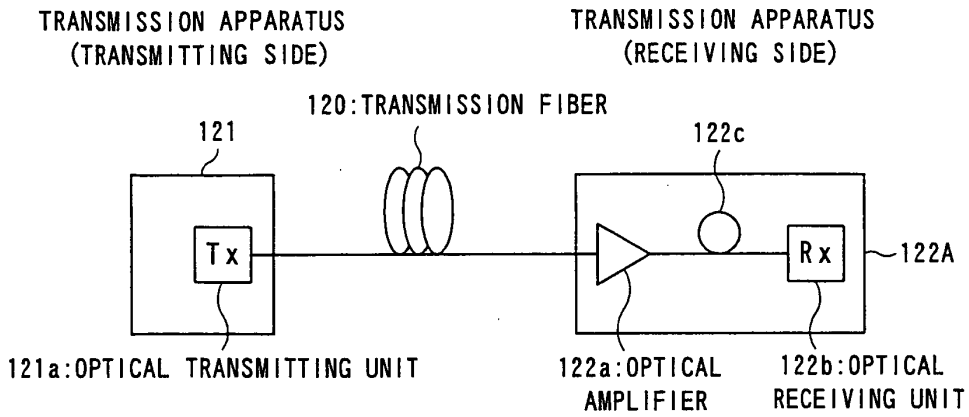 TRANSMISSION APPARATUS
(TRANSMITTING SIDE)
TRANSMISSION APPARATUS
(RECEIVING SIDE)
120:TRANSMISSION FIBER
121
122c
Tx
Rx
122A
121a:OPTICAL TRANSMITTING UNIT
122a:OPTICAL
AMPLIFIER
122b:OPTICAL
RECEIVING UNIT